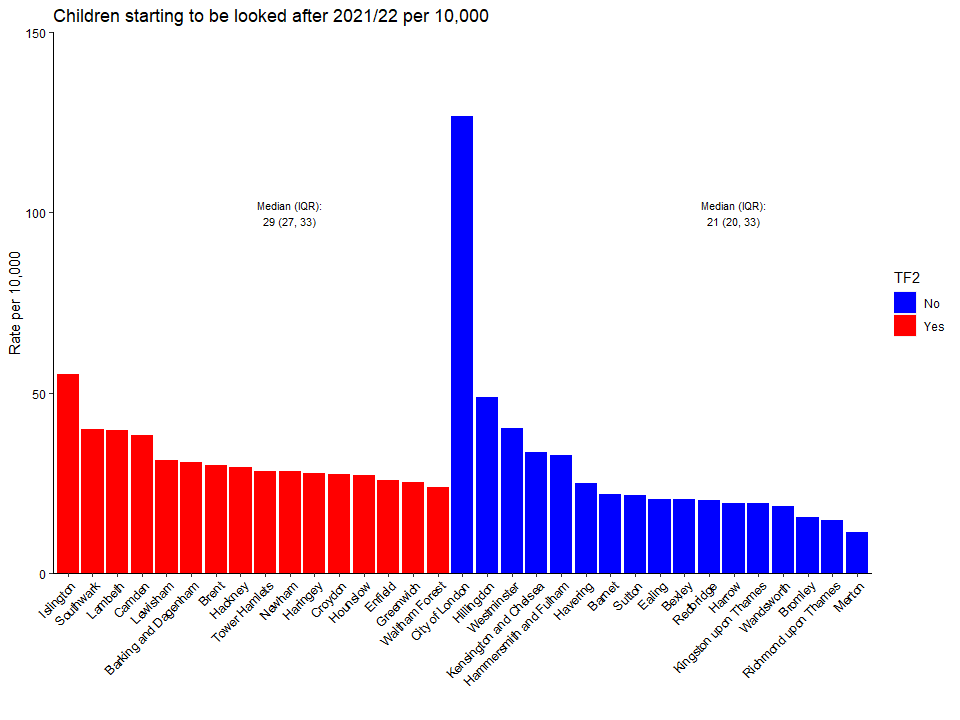 Children starting to be looked after 2021/22 per 10,000
150
100
50
0
Rate per 10,000
Median (IQR):
29 (27, 33)
Median (IQR):
21 (20, 33)
TF2
No
Yes
Islington
Southwark
Lambeth
Camden
Lewisham
Barking and Dagenham
Brent
Hackney
Tower Hamlets
Newham
Haringey
Croydon
Hounslow
Enfield
Greenwich
Waltham Forest
City of London
Hillingdon
Westminster
Kensington and Chelsea
Hammersmith and Fulham
Havering
Barnet
Sutton
Ealing
Bexley
Redbridge
Harrow
Kingston upon Thames
Wandsworth
Bromley
Richmond upon Thames
Merton